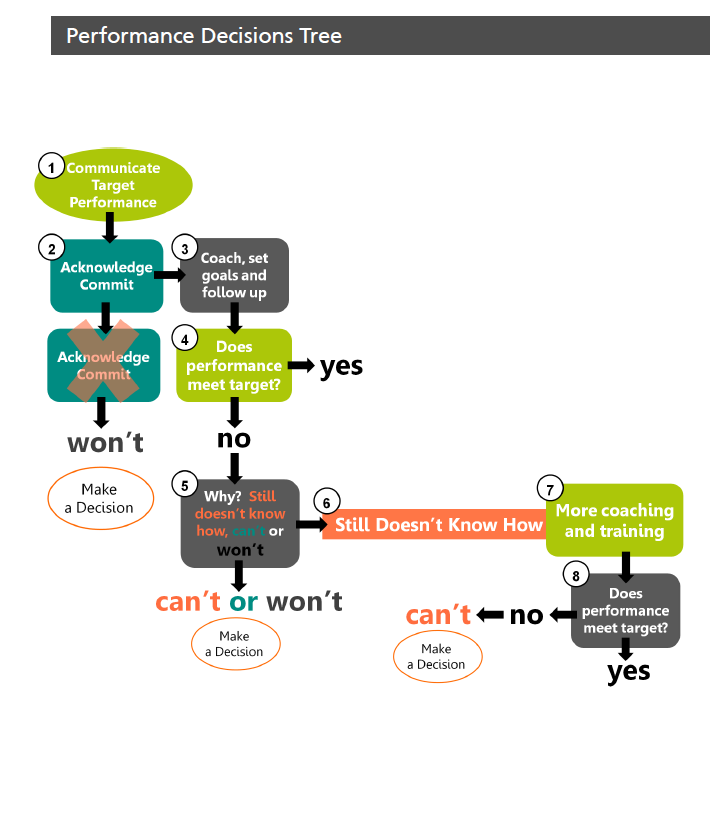 Performance Decisions Tree
1
Communicate
Target
Performance
2
Acknowledge
Commit
3
Coach, set
goals and
follow up
Acknowledge
Commit
won't
Make
a Decision
4
Does
performance
meet target?
yes
no
5
Why? Still
doesn't know
how, can't or
won't
can't or won't
Make
a Decision
6
Still Doesn't Know How
7
More coaching
and training
8
Does
performance
meet target?
can't
no
Make
a Decision
yes